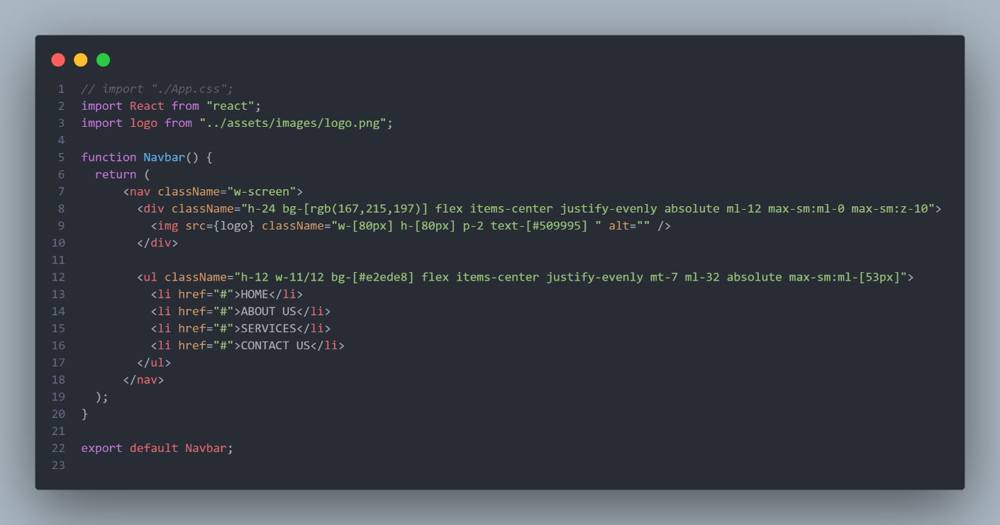 1 // import "./App.css";
2 import React from "react";
3 import logo from "../assets/images/logo.png";
4
5 function Navbar() {
6   return (
7       <nav className="w-screen">
8         <div className="h-24 bg-[rgb(167,215,197)] flex items-center justify-evenly absolute ml-12 max-sm:ml-0 max-sm:z-10">
9           <img src={logo} className="w-[80px] h-[80px] p-2 text-[#509995] " alt="" />
10         </div>
11
12         <ul className="h-12 w-11/12 bg-[#e2ede8] flex items-center justify-evenly mt-7 ml-32 absolute max-sm:ml-[53px]">
13           <li href="#">HOME</li>
14           <li href="#">ABOUT US</li>
15           <li href="#">SERVICES</li>
16           <li href="#">CONTACT US</li>
17         </ul>
18       </nav>
19   );
20 }
21
22 export default Navbar;
23